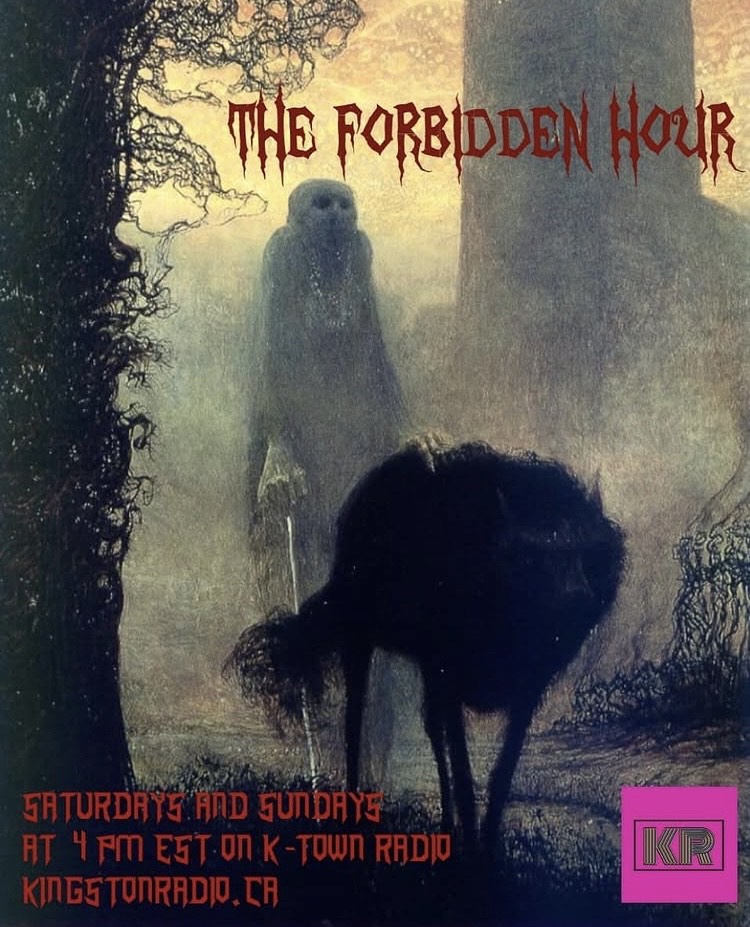 THE FORBIDDEN HOUR
SATURDAYS AND SUNDAYS
AT 4 PM EST ON K-TOWN RADIO
KINGSTONRADIO.CA
KR